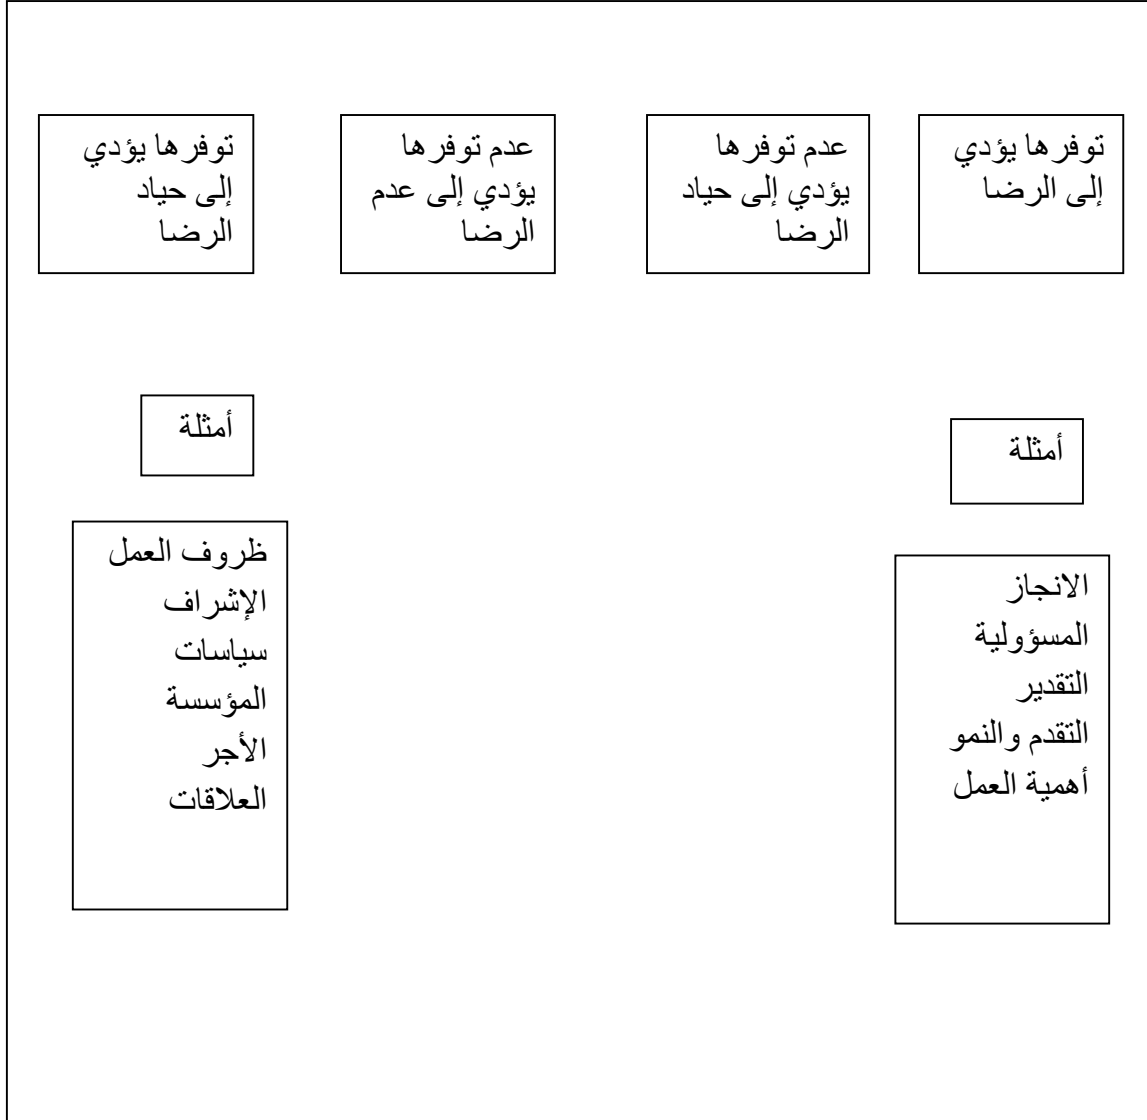 توفرها يؤدي
إلى الرضا
عدم توفرها
يؤدي إلى حياد
الرضا
عدم توفرها
يؤدي إلى عدم
الرضا
توفرها يؤدي
إلى حياد
الرضا
أمثلة
الانجاز
المسؤولية
التقدير
التقدم والنمو
أهمية العمل
أمثلة
ظروف العمل
الإشراف
سياسات
المؤسسة
الأجر
العلاقات